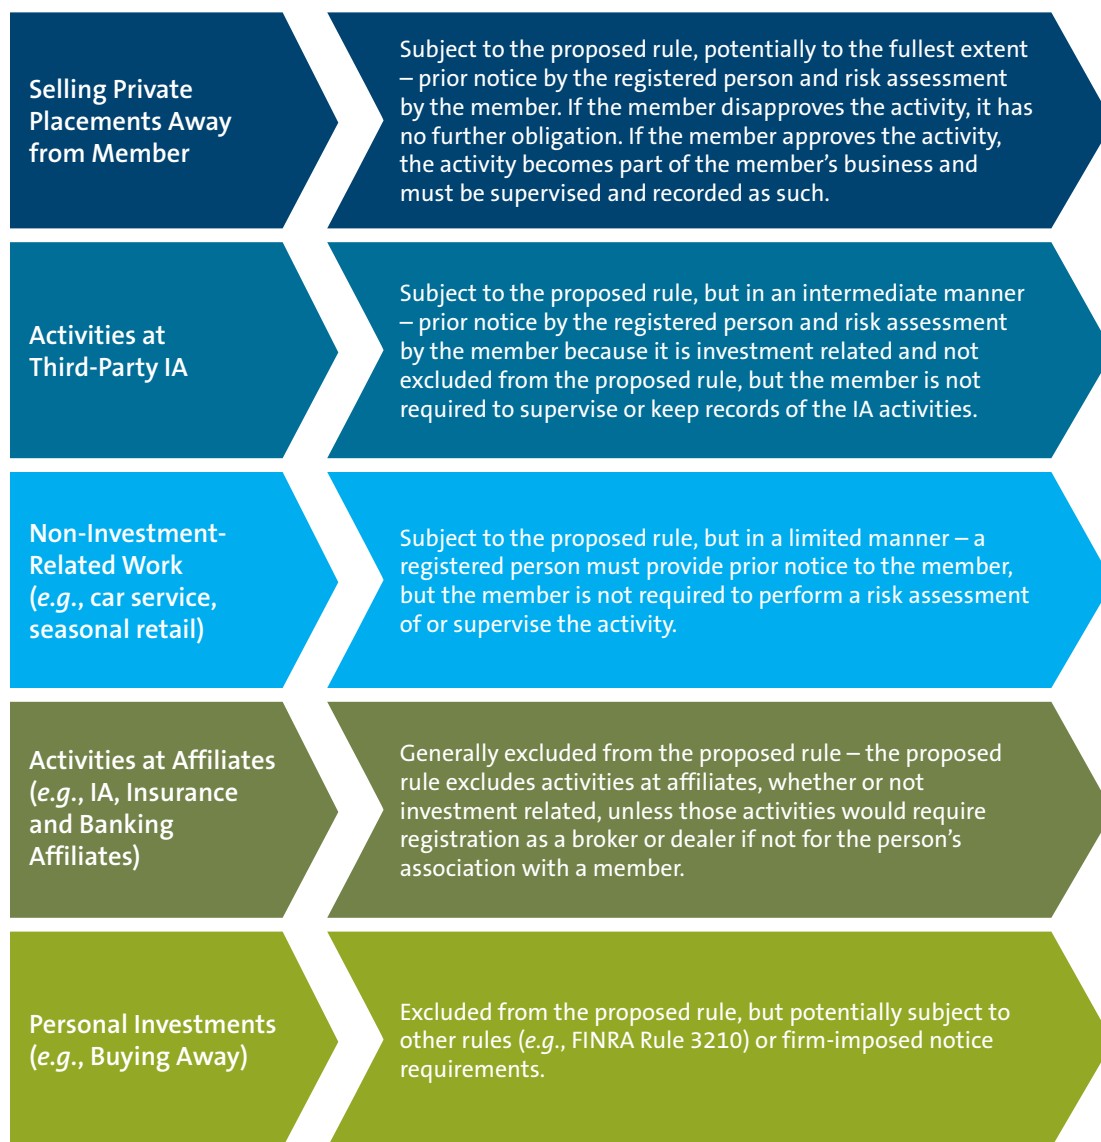 Selling Private
Placements Away
from Member
Subject to the proposed rule, potentially to the fullest extent
– prior notice by the registered person and risk assessment
by the member. If the member disapproves the activity, it has
no further obligation. If the member approves the activity,
the activity becomes part of the member’s business and
must be supervised and recorded as such.
Activities at
Third-Party IA
Subject to the proposed rule, but in an intermediate manner
– prior notice by the registered person and risk assessment
by the member because it is investment related and not
excluded from the proposed rule, but the member is not
required to supervise or keep records of the IA activities.
Non-Investment-
Related Work
(e.g., car service,
seasonal retail)
Subject to the proposed rule, but in a limited manner – a
registered person must provide prior notice to the member,
but the member is not required to perform a risk assessment
of or supervise the activity.
Activities at Affiliates
(e.g., IA, Insurance
and Banking
Affiliates)
Generally excluded from the proposed rule – the proposed
rule excludes activities at affiliates, whether or not
investment related, unless those activities would require
registration as a broker or dealer if not for the person’s
association with a member.
Personal Investments
(e.g., Buying Away)
Excluded from the proposed rule, but potentially subject to
other rules (e.g., FINRA Rule 3210) or firm-imposed notice
requirements.